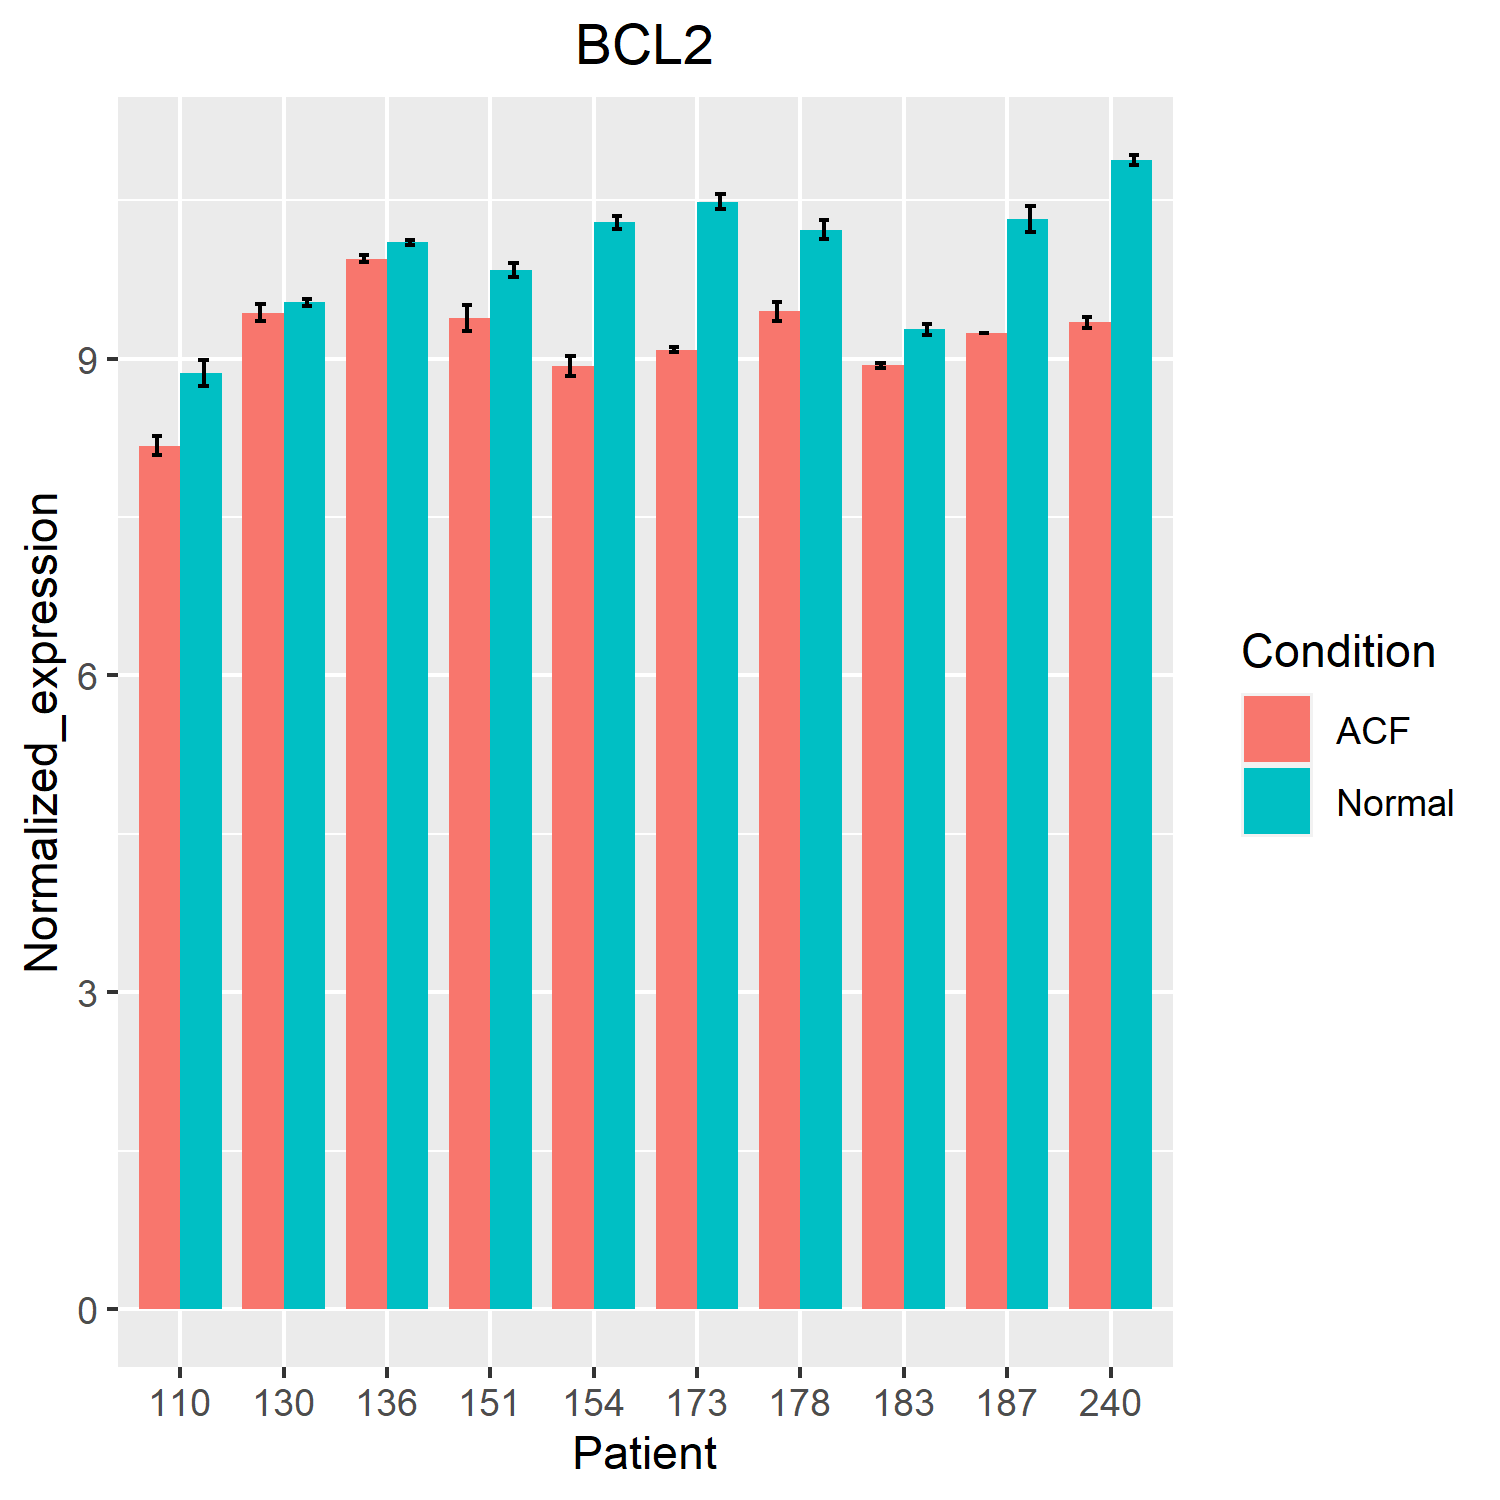 BCL2
Normalized_expression
9
6
3
0
110 130 136 151 154 173 178 183 187 240
Patient
Condition
ACF
Normal